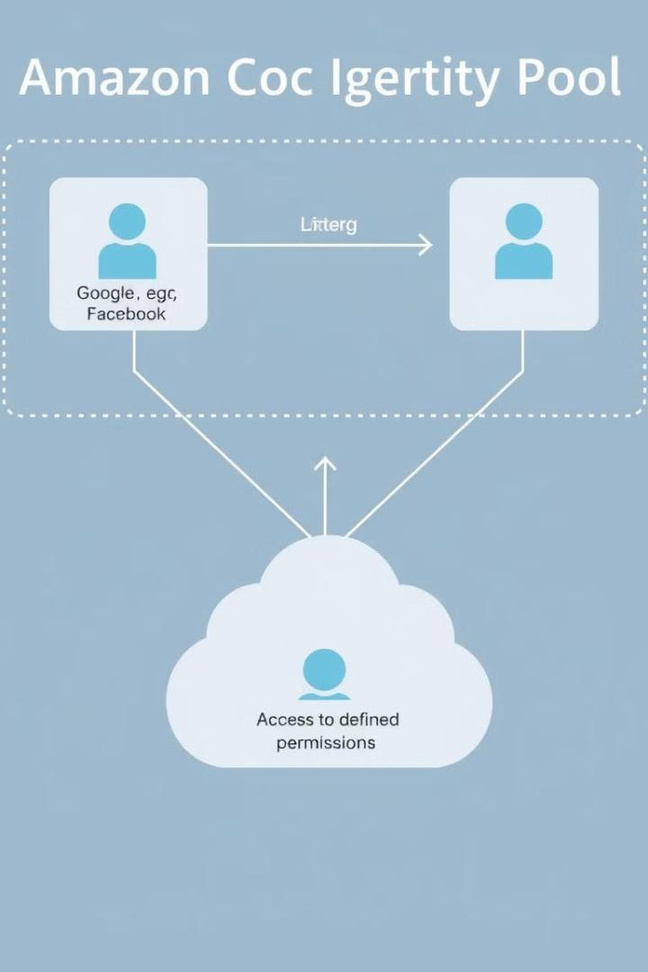 Amazon Coc Igertity Pool
Litterg
Google, egc,
Facebook
Access to defined
permissions